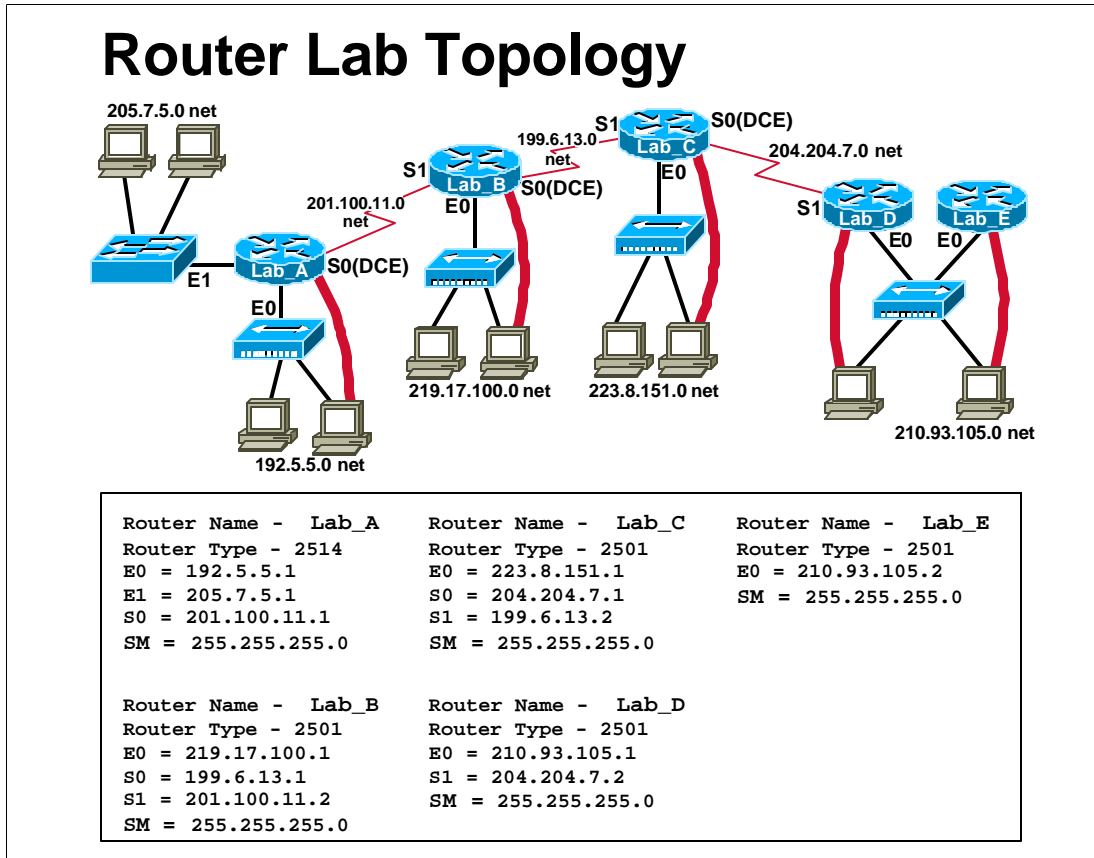 Router Lab Topology
205.7.5.0 net
E1
Lab_A
S0(DCE)
E0
192.5.5.0 net
201.100.11.0
net
S1
Lab_B
S0(DCE)
E0
219.17.100.0 net
199.6.13.0
net
S1
Lab_C
S0(DCE)
E0
223.8.151.0 net
204.204.7.0 net
S1
Lab_D
E0
Lab_E
E0
210.93.105.0 net
Router Name - Lab_A
Router Type - 2514
E0 = 192.5.5.1
E1 = 205.7.5.1
S0 = 201.100.11.1
SM = 255.255.255.0
Router Name - Lab_C
Router Type - 2501
E0 = 223.8.151.1
S0 = 204.204.7.1
S1 = 199.6.13.2
SM = 255.255.255.0
Router Name - Lab_E
Router Type - 2501
E0 = 210.93.105.2
SM = 255.255.255.0
Router Name - Lab_B
Router Type - 2501
E0 = 219.17.100.1
S0 = 199.6.13.1
S1 = 201.100.11.2
SM = 255.255.255.0
Router Name - Lab_D
Router Type - 2501
E0 = 210.93.105.1
S1 = 204.204.7.2
SM = 255.255.255.0